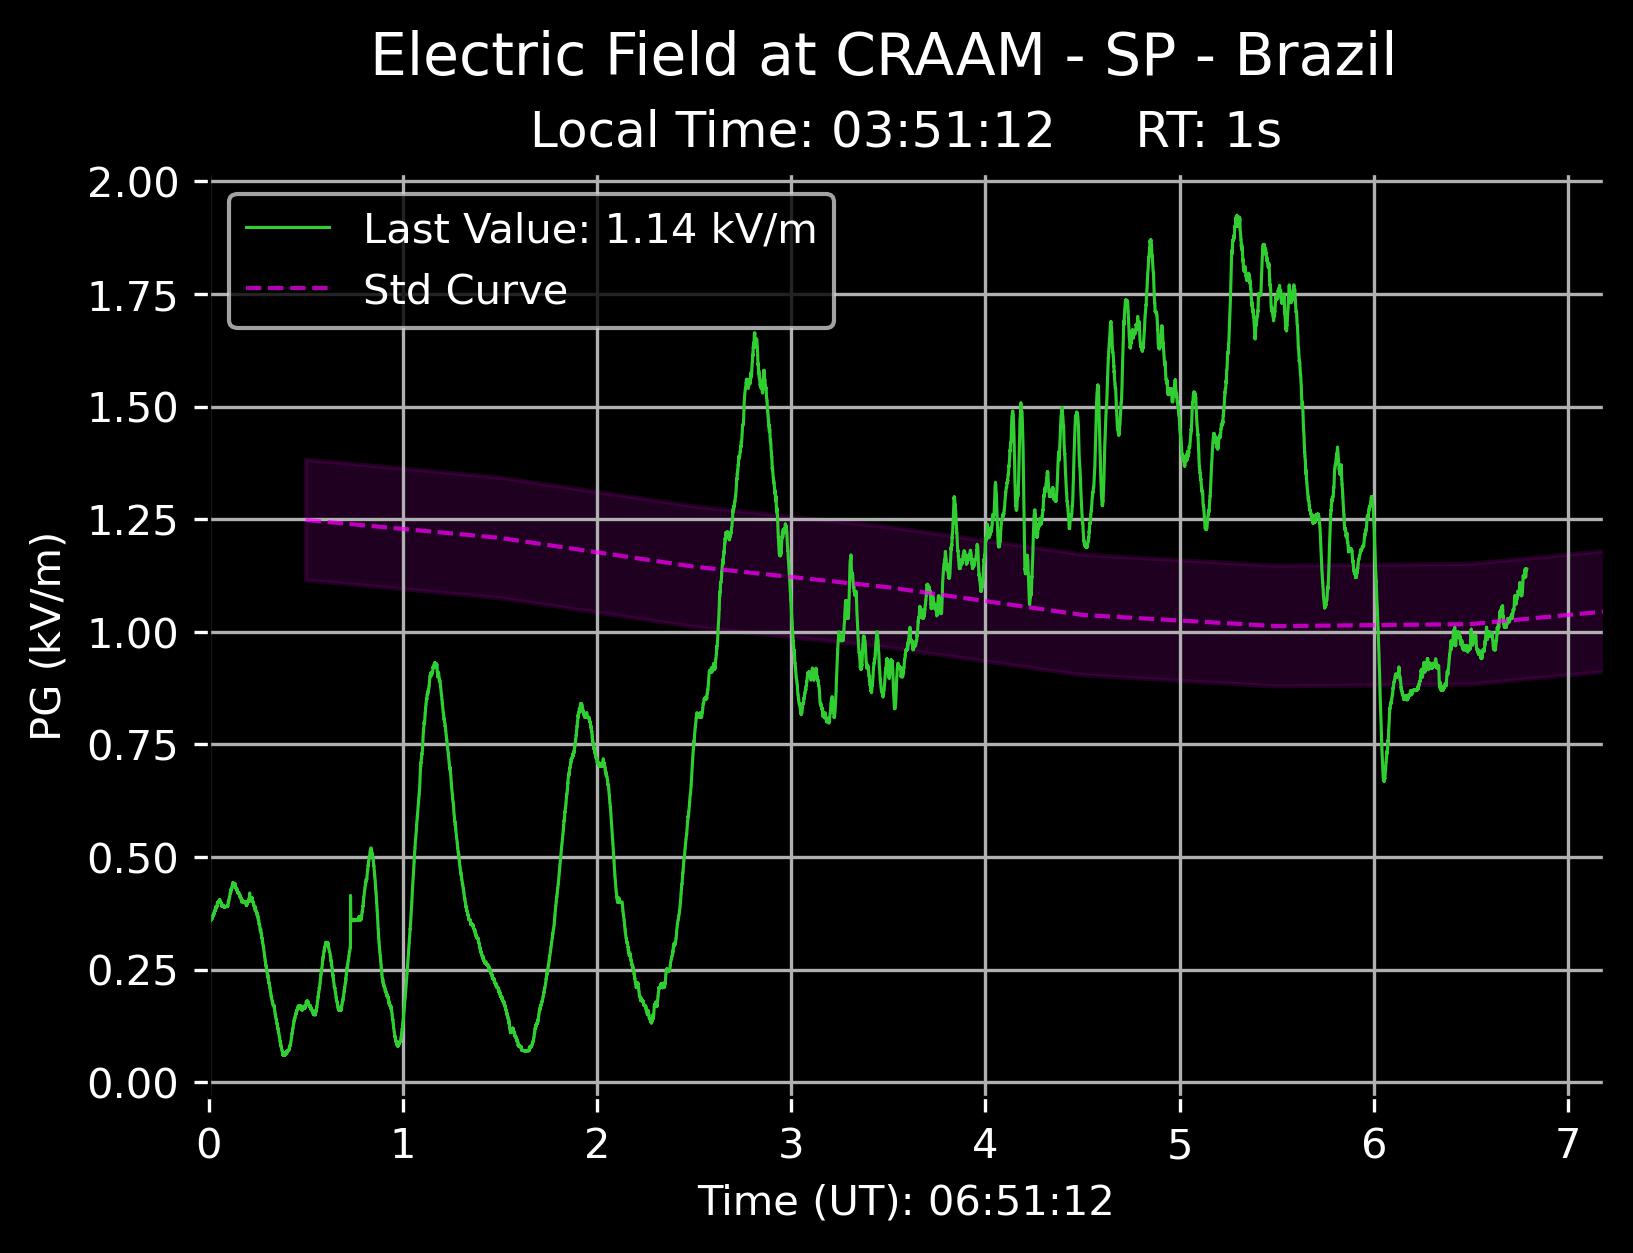 Electric Field at CRAAM - SP - Brazil
Local Time: 03:51:12 RT: 1s
Last Value: 1.14 kV/m
Std Curve
PG (kV/m)
2.00
1.75
1.50
1.25
1.00
0.75
0.50
0.25
0.00
0 1 2 3 4 5 6 7
Time (UT): 06:51:12